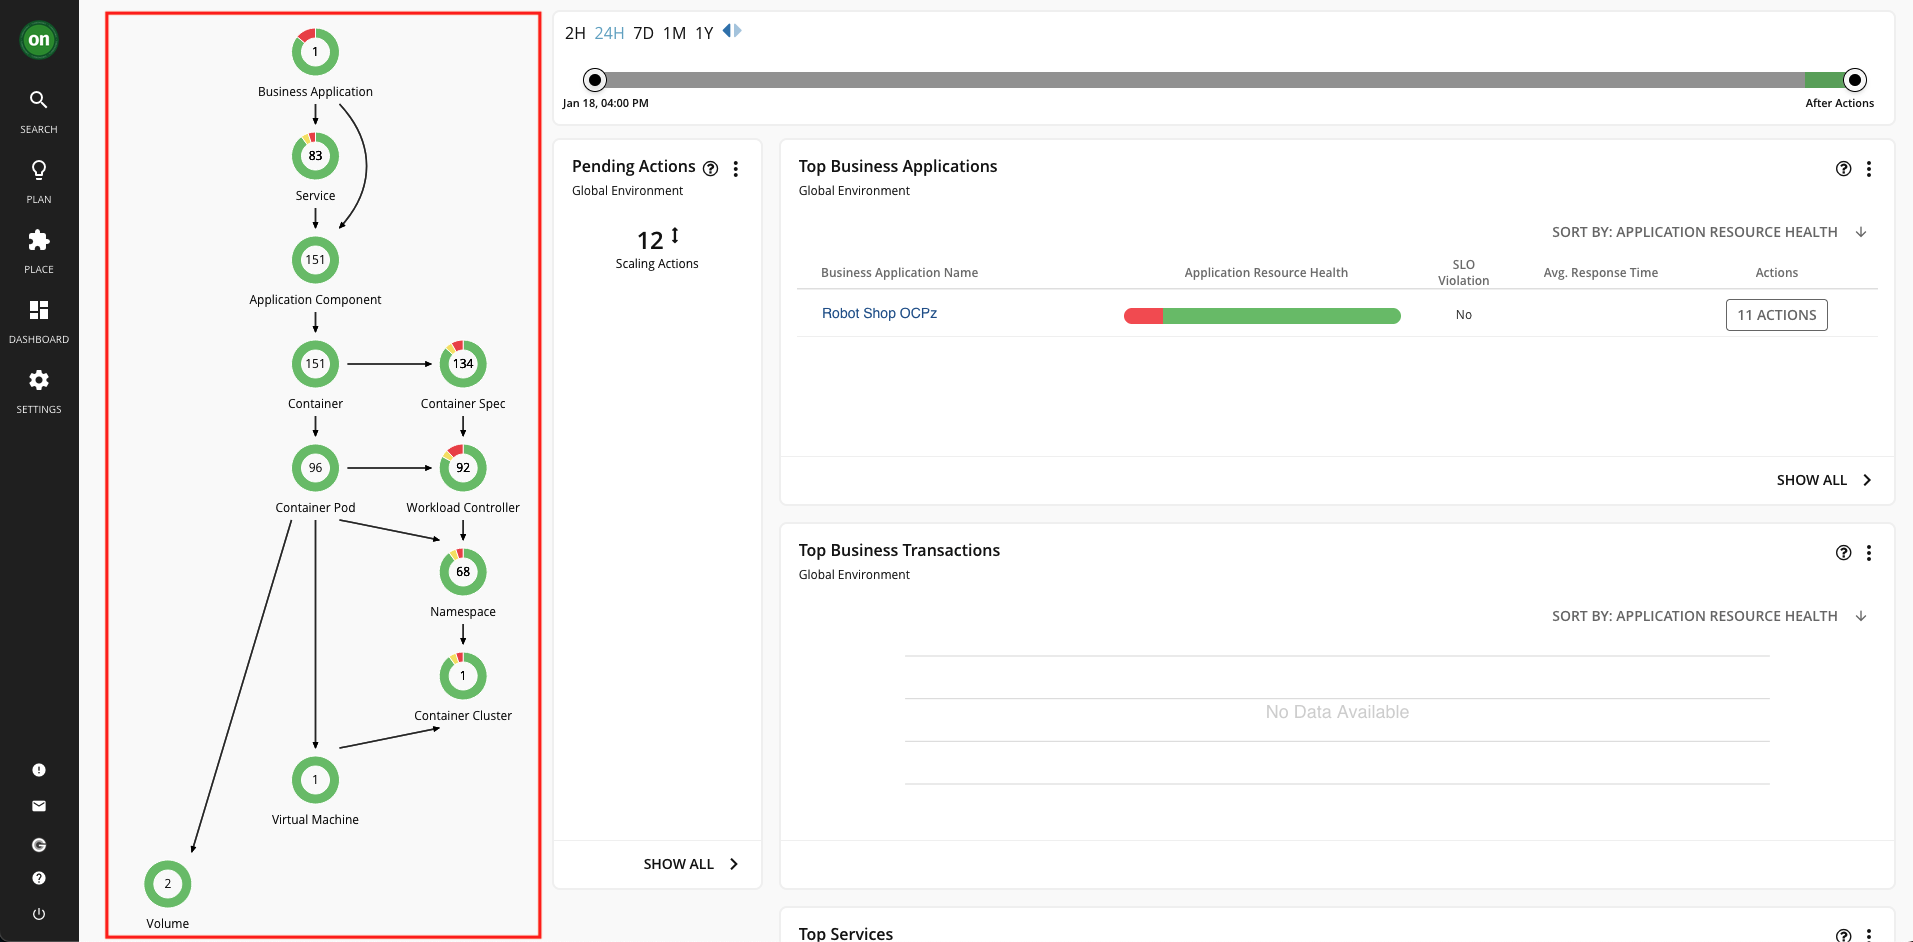 on
SEARCH
PLAN
PLACE
DASHBOARD
SETTINGS
1
Business Application
83
Service
151
Application Component
151
Container
134
Container Spec
96
Container Pod
92
Workload Controller
68
Namespace
1
Container Cluster
1
Virtual Machine
2
Volume
2H 24H 7D 1M 1Y
Jan 18, 04:00 PM
After Actions
Pending Actions
Global Environment
12
Scaling Actions
SHOW ALL
Top Business Applications
Global Environment
SORT BY: APPLICATION RESOURCE HEALTH
Business Application Name
Application Resource Health
SLO
Violation
Avg. Response Time
Actions
Robot Shop OCPz
No
11 ACTIONS
SHOW ALL
Top Business Transactions
Global Environment
SORT BY: APPLICATION RESOURCE HEALTH
No Data Available
Top Services